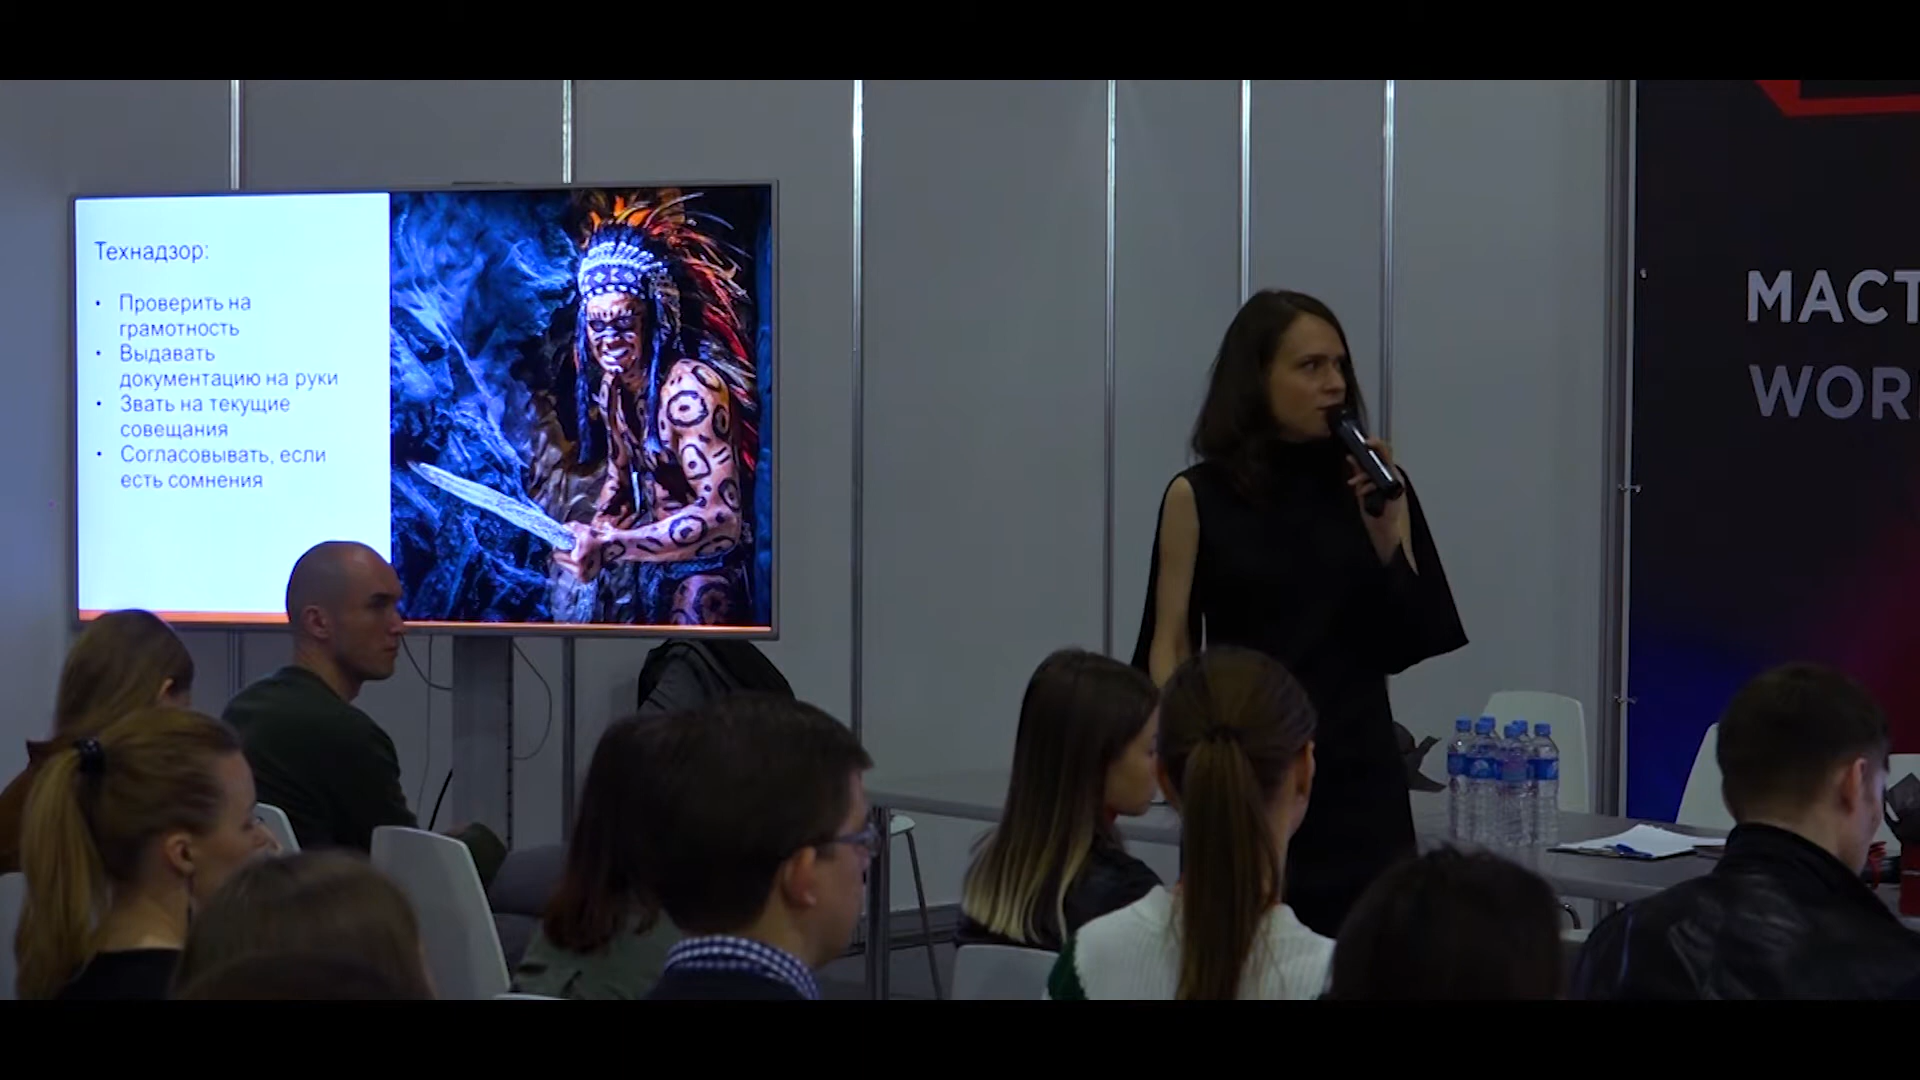 Технадзор:
• Проверить на
грамотность
• Выдавать
документацию на руки
• Звать на текущие
совещания
• Согласовывать, если
есть сомнения
МАСТ
WOR